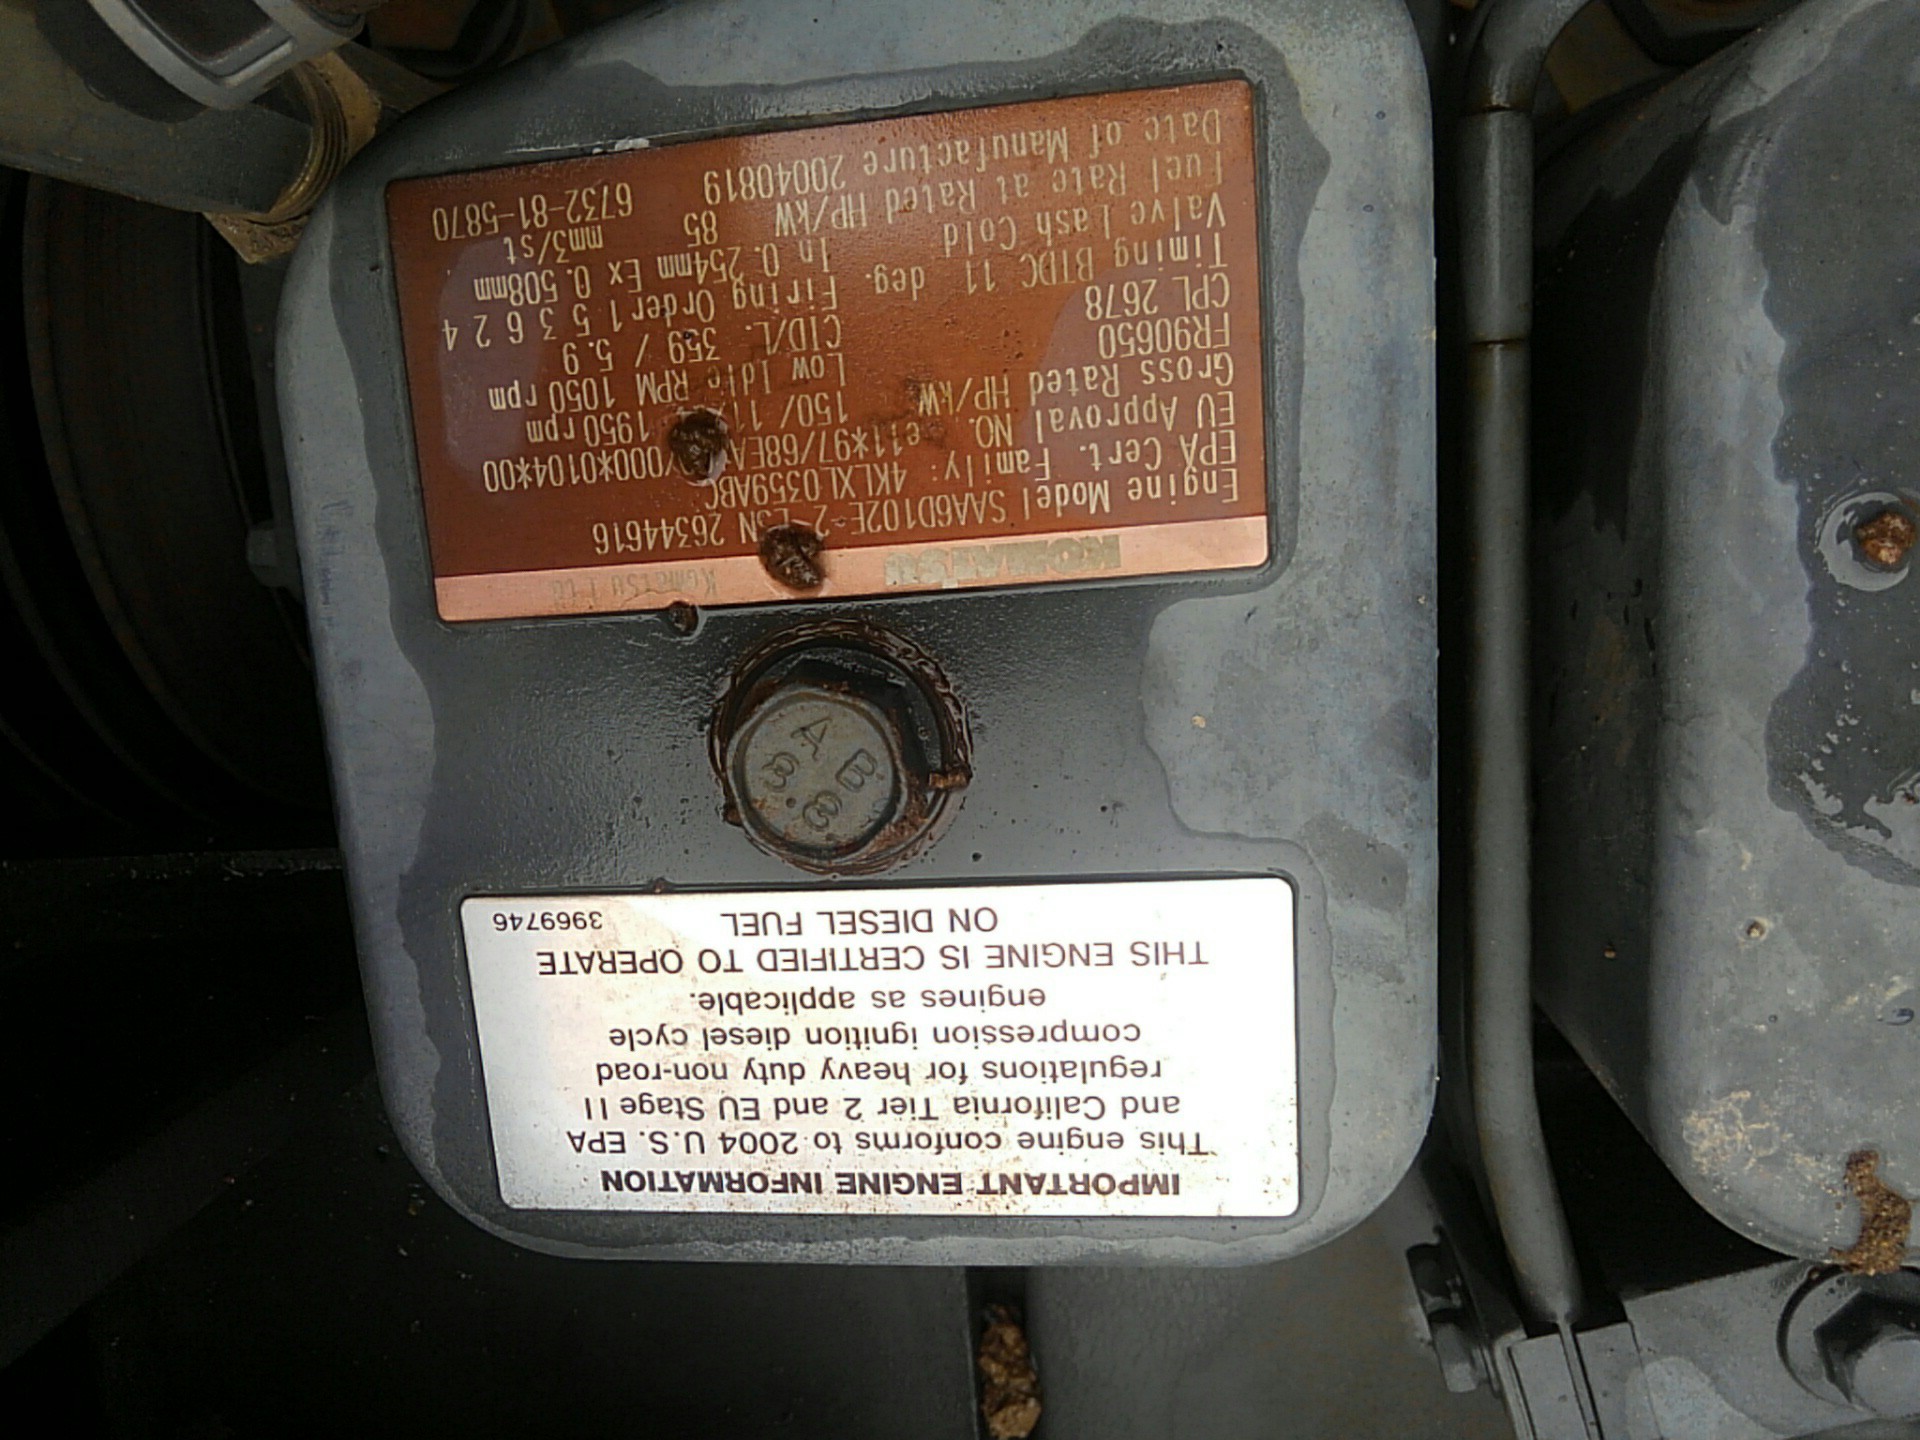 KOMATSU Komatsu Ltd
Engine Model SAA6D102E-2 ESN 26344616
EPA Cert. Family: 4KLXL0359ABC
EU Approval NO. e11*97/68EA 000*0104*00
Gross Rated HP/kW 150/ 1950 rpm
FR90650 Low Idle RPM 1050 rpm
CPL 2678 CID/L. 359 / 5.9
Timing BTDC 11 deg. Firing Order 1 5 3 6 2 4
Valve Lash Cold In 0.254mm Ex 0.508mm
Fuel Rate at Rated HP/kW 85 mm3/st
Date of Manufacture 20040819 6732-81-5870
IMPORTANT ENGINE INFORMATION
This engine conforms to 2004 U.S. EPA
and California Tier 2 and EU Stage II
regulations for heavy duty non-road
compression ignition diesel cycle
engines as applicable.
THIS ENGINE IS CERTIFIED TO OPERATE
ON DIESEL FUEL 3969746